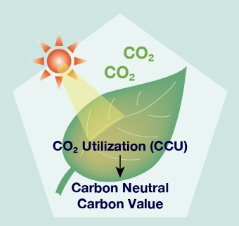 CO₂
CO₂
CO₂ Utilization (CCU)
Carbon Neutral
Carbon Value